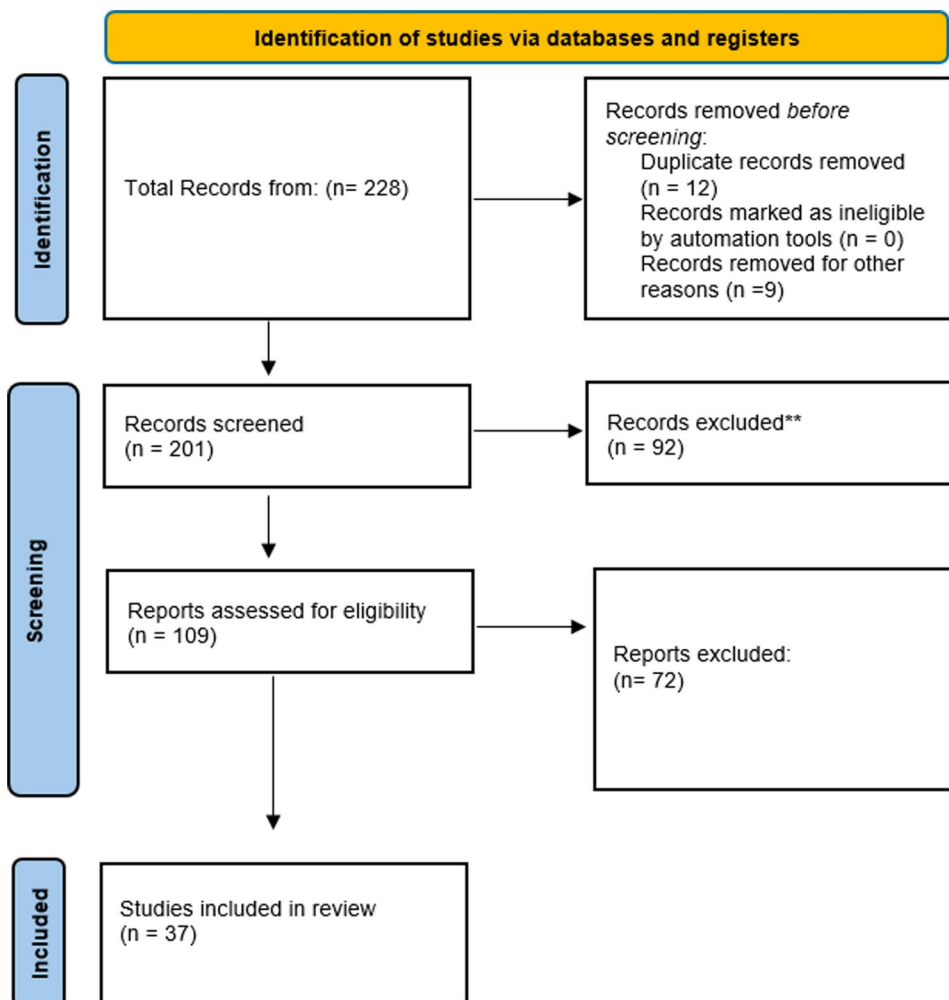 Identification of studies via databases and registers
Identification
Total Records from: (n= 228)
Records removed before
screening:
Duplicate records removed
(n = 12)
Records marked as ineligible
by automation tools (n = 0)
Records removed for other
reasons (n =9)
Screening
Records screened
(n = 201)
Records excluded**
(n = 92)
Reports assessed for eligibility
(n = 109)
Reports excluded:
(n= 72)
Included
Studies included in review
(n = 37)